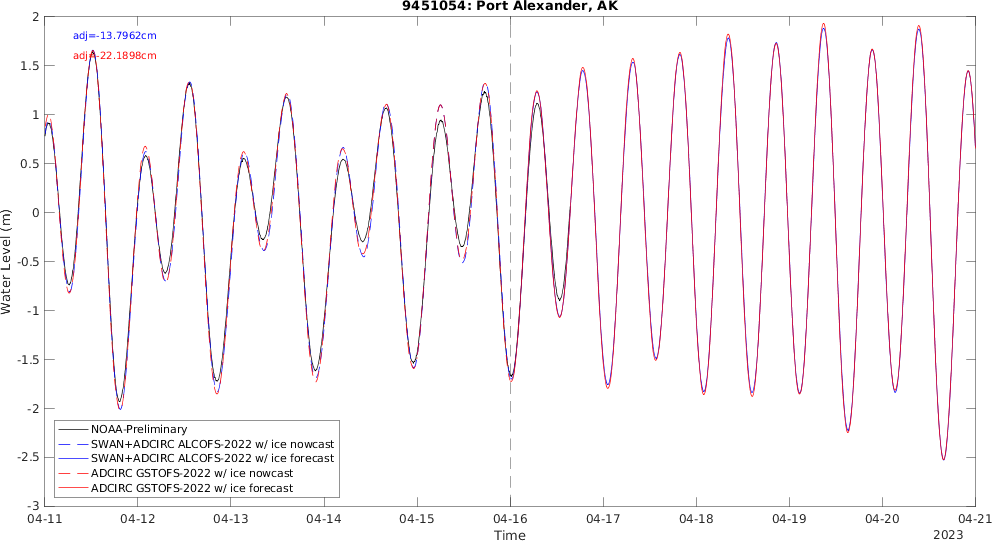 9451054: Port Alexander, AK
adj=-13.7962cm
adj=-22.1898cm
2
1.5
1
0.5
0
-0.5
-1
-1.5
-2
-2.5
-3
Water Level (m)
NOAA-Preliminary
SWAN+ADCIRC ALCOFS-2022 w/ ice nowcast
SWAN+ADCIRC ALCOFS-2022 w/ ice forecast
ADCIRC GSTOFS-2022 w/ ice nowcast
ADCIRC GSTOFS-2022 w/ ice forecast
04-11 04-12 04-13 04-14 04-15 04-16 04-17 04-18 04-19 04-20 04-21
Time
2023